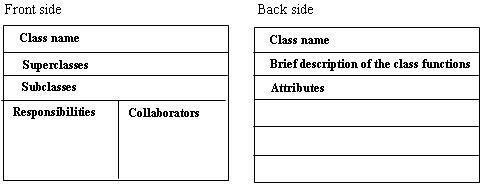 Front side
Class name
Superclasses
Subclasses
Responsibilities
Collaborators
Back side
Class name
Brief description of the class functions
Attributes